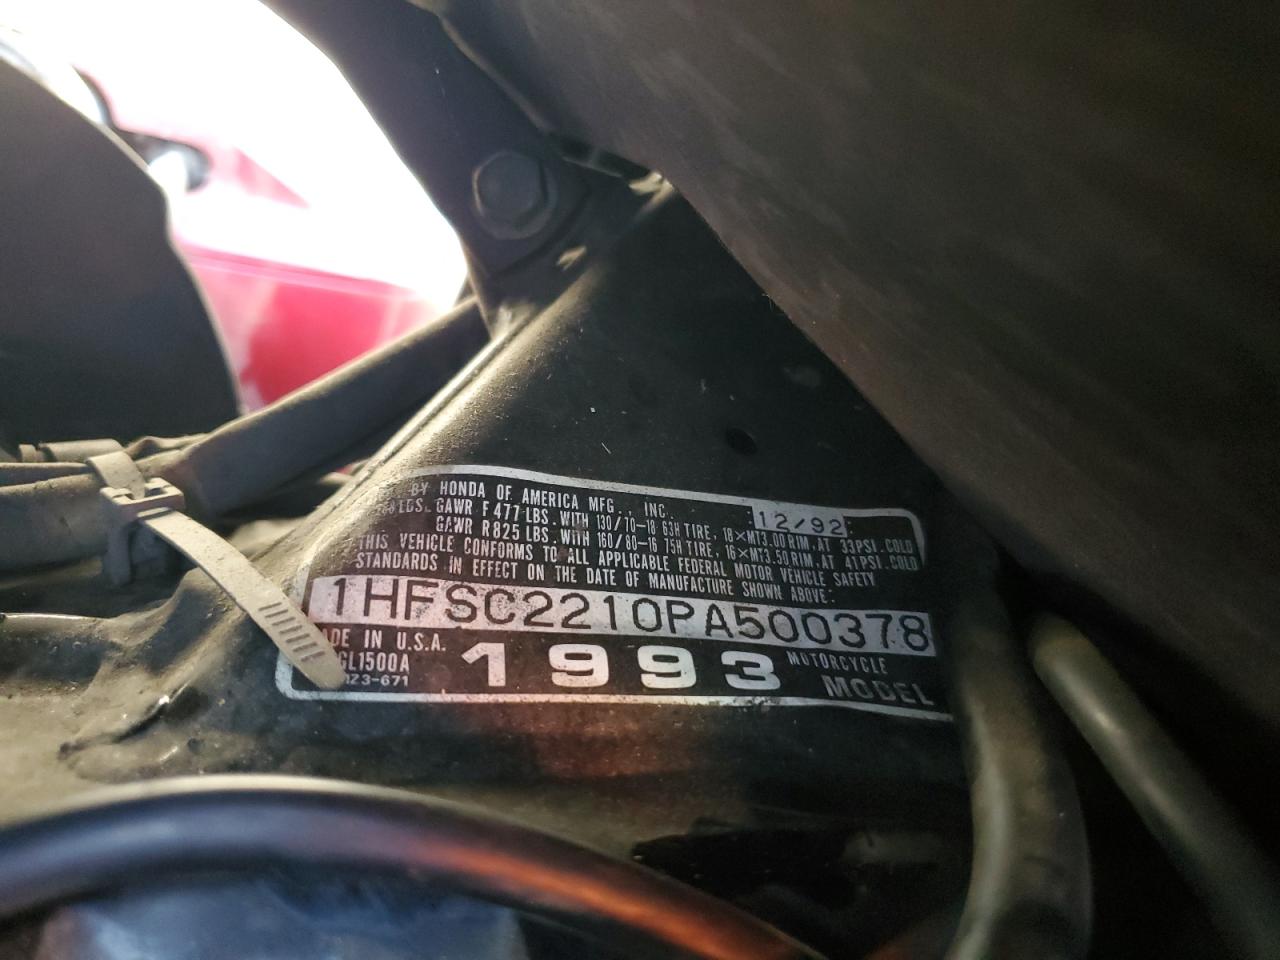 BY HONDA OF AMERICA MFG., INC. 12/92
LBS. GAWR F 477 LBS. WITH 130/70-18 63H TIRE, 18×MT3.00 RIM, AT 33PSI. COLD
GAWR R825 LBS. WITH 160/80-16 75H TIRE, 16×MT3.50 RIM, AT 41PSI. COLD
THIS VEHICLE CONFORMS TO ALL APPLICABLE FEDERAL MOTOR VEHICLE SAFETY
STANDARDS IN EFFECT ON THE DATE OF MANUFACTURE SHOWN ABOVE:
1HFSC2210PA500378
IN U.S.A.
GL1500A
671
1993 MOTORCYCLE
MODEL